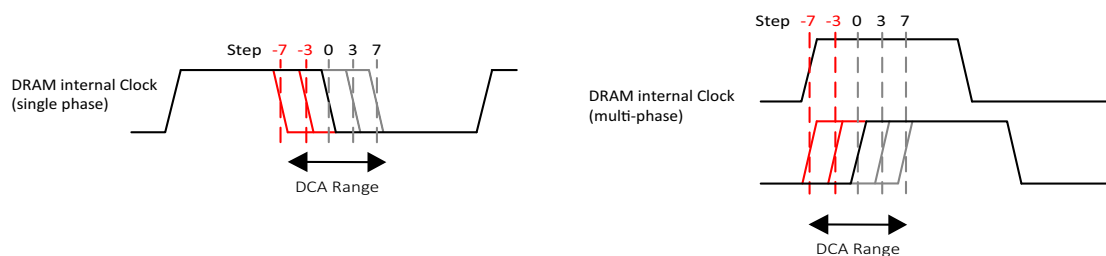 Step -7 -3 0 3 7
DRAM internal Clock
(single phase)
DCA Range
Step -7 -3 0 3 7
DRAM internal Clock
(multi-phase)
DCA Range